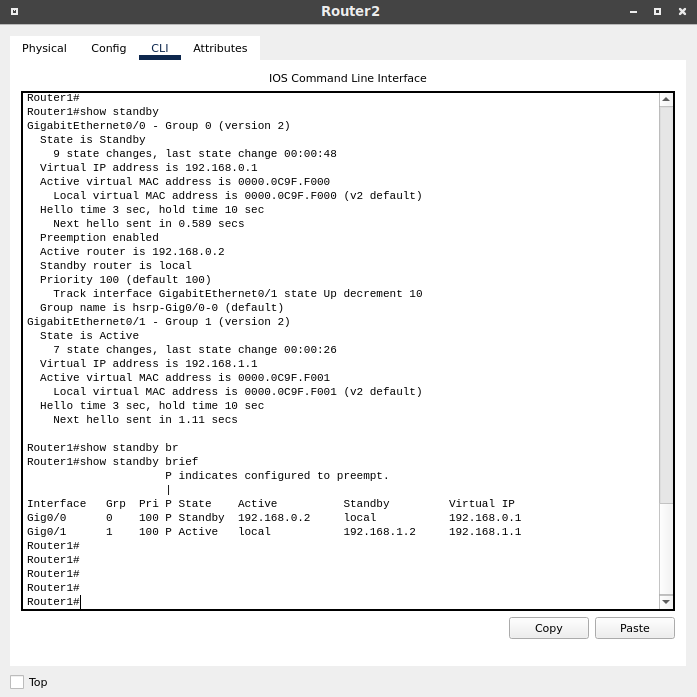 Router2
Physical Config CLI Attributes
IOS Command Line Interface
Router1#
Router1#show standby
GigabitEthernet0/0 - Group 0 (version 2)
  State is Standby
    9 state changes, last state change 00:00:48
  Virtual IP address is 192.168.0.1
  Active virtual MAC address is 0000.0C9F.F000
    Local virtual MAC address is 0000.0C9F.F000 (v2 default)
  Hello time 3 sec, hold time 10 sec
    Next hello sent in 0.589 secs
  Preemption enabled
  Active router is 192.168.0.2
  Standby router is local
  Priority 100 (default 100)
    Track interface GigabitEthernet0/1 state Up decrement 10
  Group name is hsrp-Gig0/0-0 (default)
GigabitEthernet0/1 - Group 1 (version 2)
  State is Active
    7 state changes, last state change 00:00:26
  Virtual IP address is 192.168.1.1
  Active virtual MAC address is 0000.0C9F.F001
    Local virtual MAC address is 0000.0C9F.F001 (v2 default)
  Hello time 3 sec, hold time 10 sec
    Next hello sent in 1.11 secs
Router1#show standby br
Router1#show standby brief
                     P indicates configured to preempt.
                     |
Interface   Grp  Pri P State    Active          Standby         Virtual IP
Gig0/0      0    100 P Standby  192.168.0.2     local           192.168.0.1
Gig0/1      1    100 P Active   local           192.168.1.2     192.168.1.1
Router1#
Router1#
Router1#
Router1#
Router1#
Copy Paste
Top